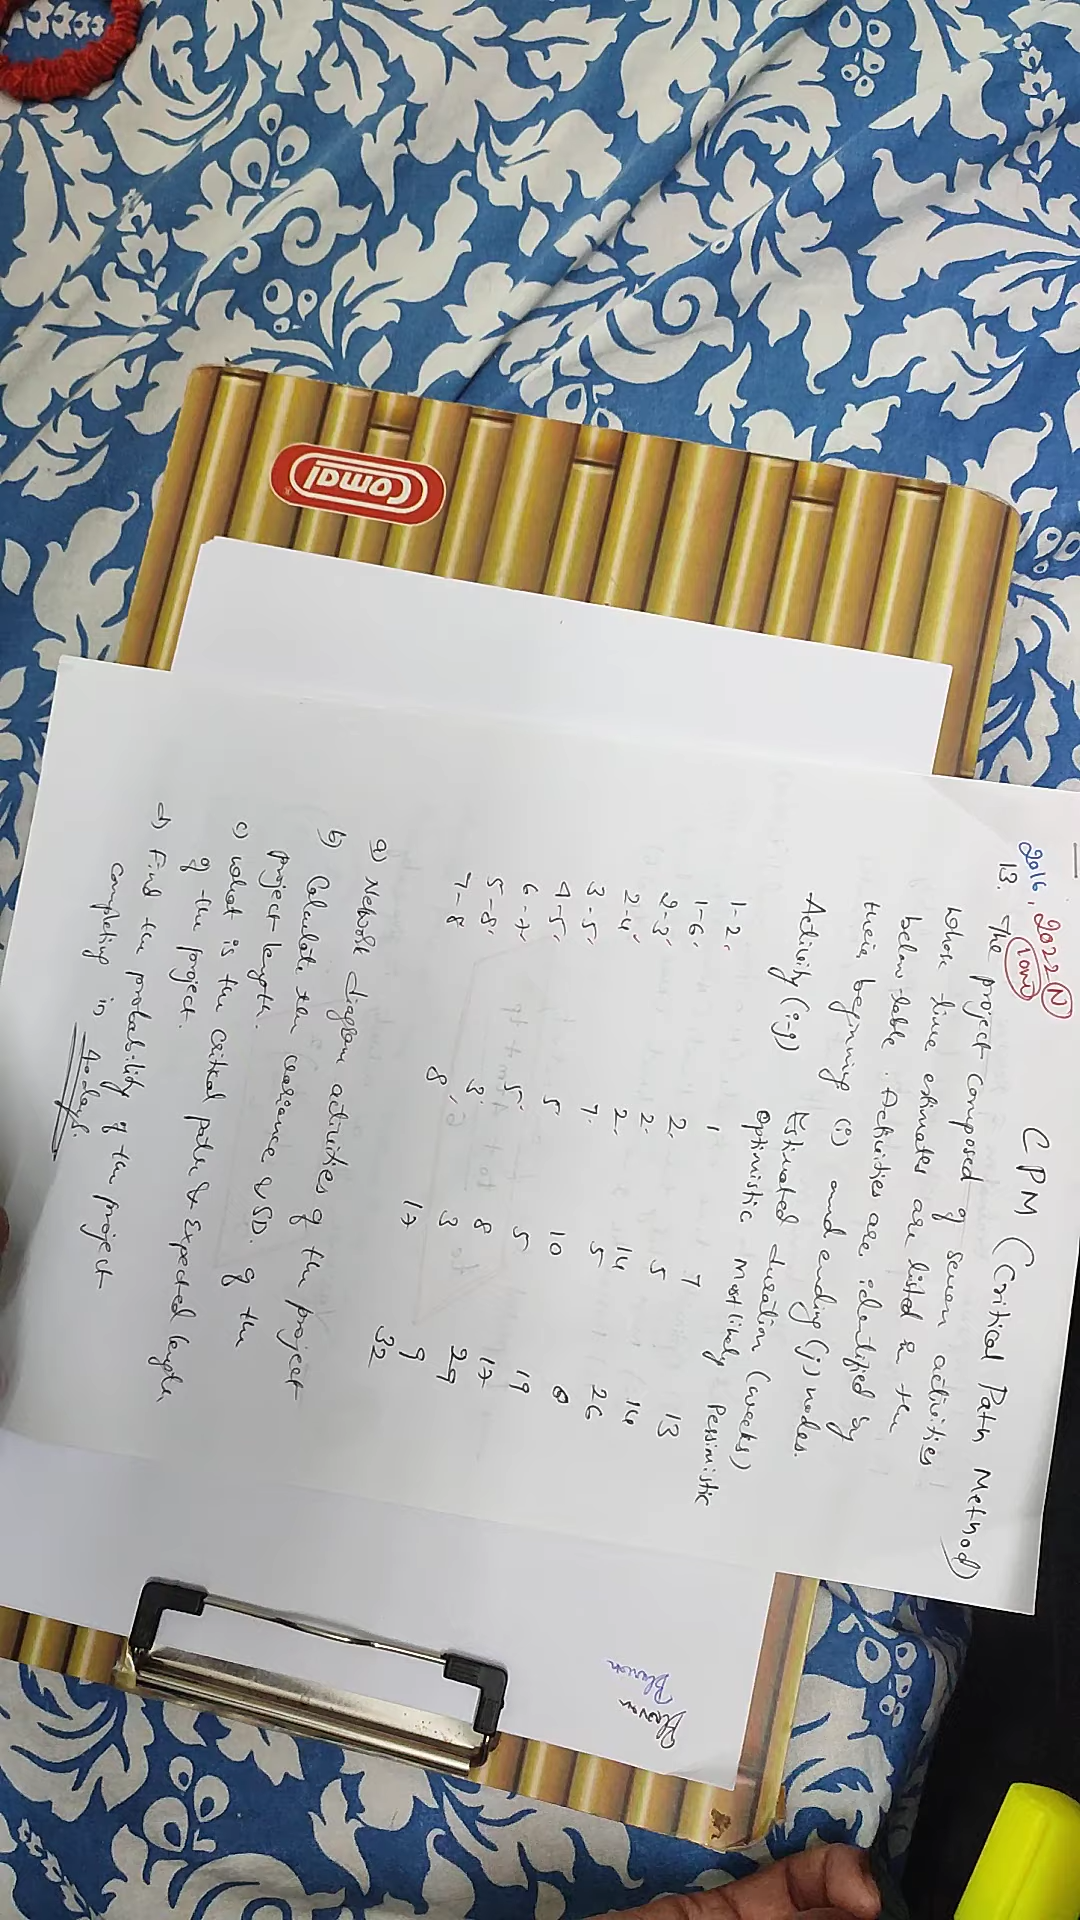 Comal
CPM (Critical Path Method)
2016, 2022 (N)
10m
13. The project composed of seven activities
whose time estimates are listed in the
below table. Activities are identified by
their beginning (i) and ending (j) nodes.
Activity (i-j) Estimated duration (weeks)
Optimistic Most likely Pessimistic
1-2 1 7 13
1-6 2 5 14
2-3 2 14 26
2-4 2 5 8
3-5 7 10 19
4-5 5 5 17
6-7 5 8 29
5-8 3 3 9
7-8 8 17 32
a) Network diagram activities of the project
b) Calculate the variance & SD. of the
project length.
c) what is the critical path & Expected length
of the project.
d) Find the probability of the project
completing in 40 days.